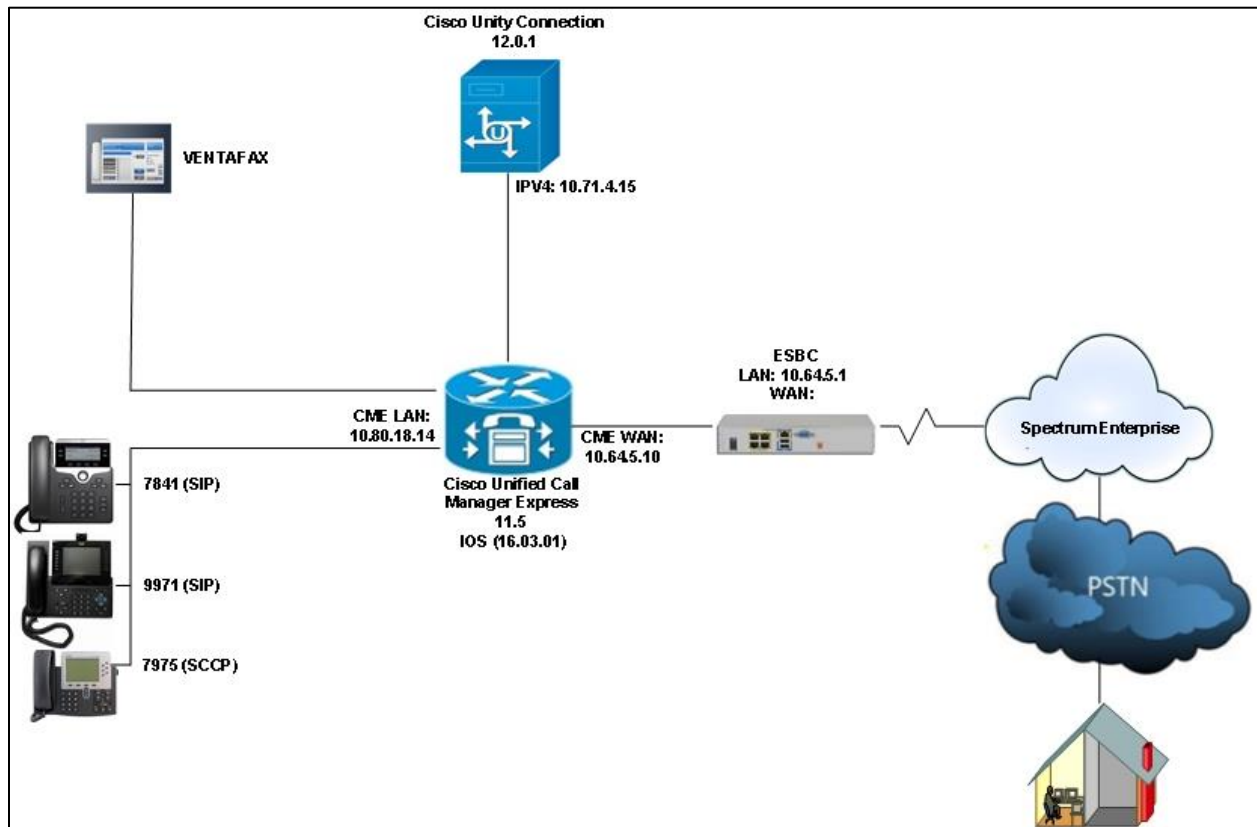 Cisco Unity Connection
12.0.1
VENTAFAX
IPV4: 10.71.4.15
ESBC
LAN: 10.64.5.1
WAN:
CME LAN:
10.80.18.14
CME WAN:
10.64.5.10
Spectrum Enterprise
7841 (SIP)
Cisco Unified Call
Manager Express
11.5
IOS (16.03.01)
9971 (SIP)
PSTN
7975 (SCCP)